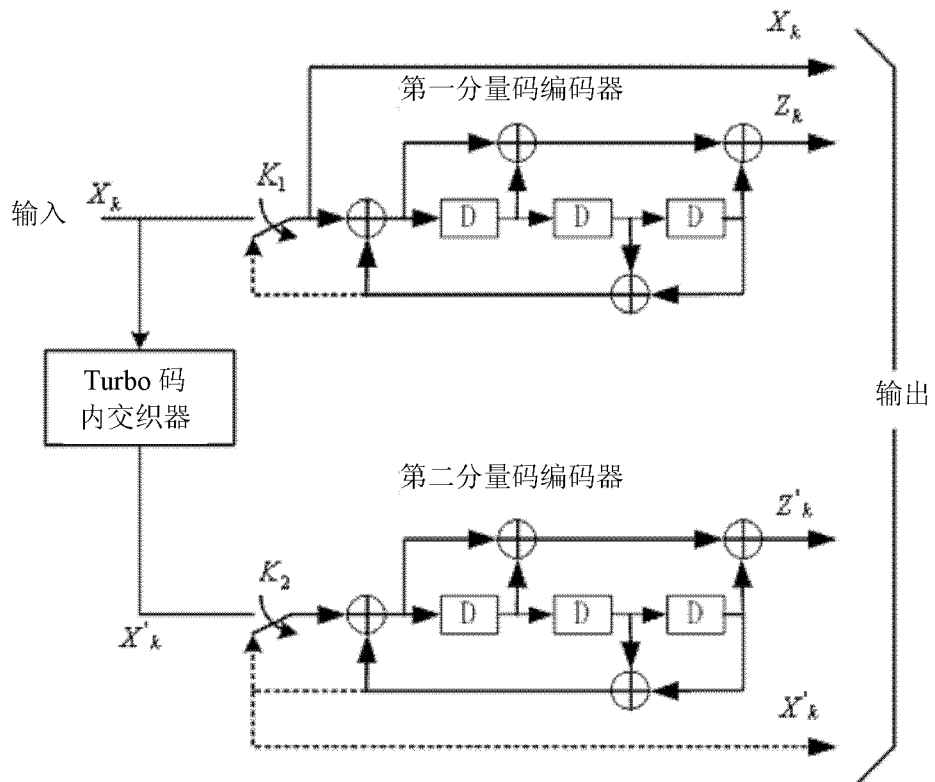 X_k
第一分量码编码器
Z_k
K_1
输入 X_k
D D D
Turbo 码
内交织器
输出
第二分量码编码器
Z'_k
K_2
X'_k
D D D
X'_k